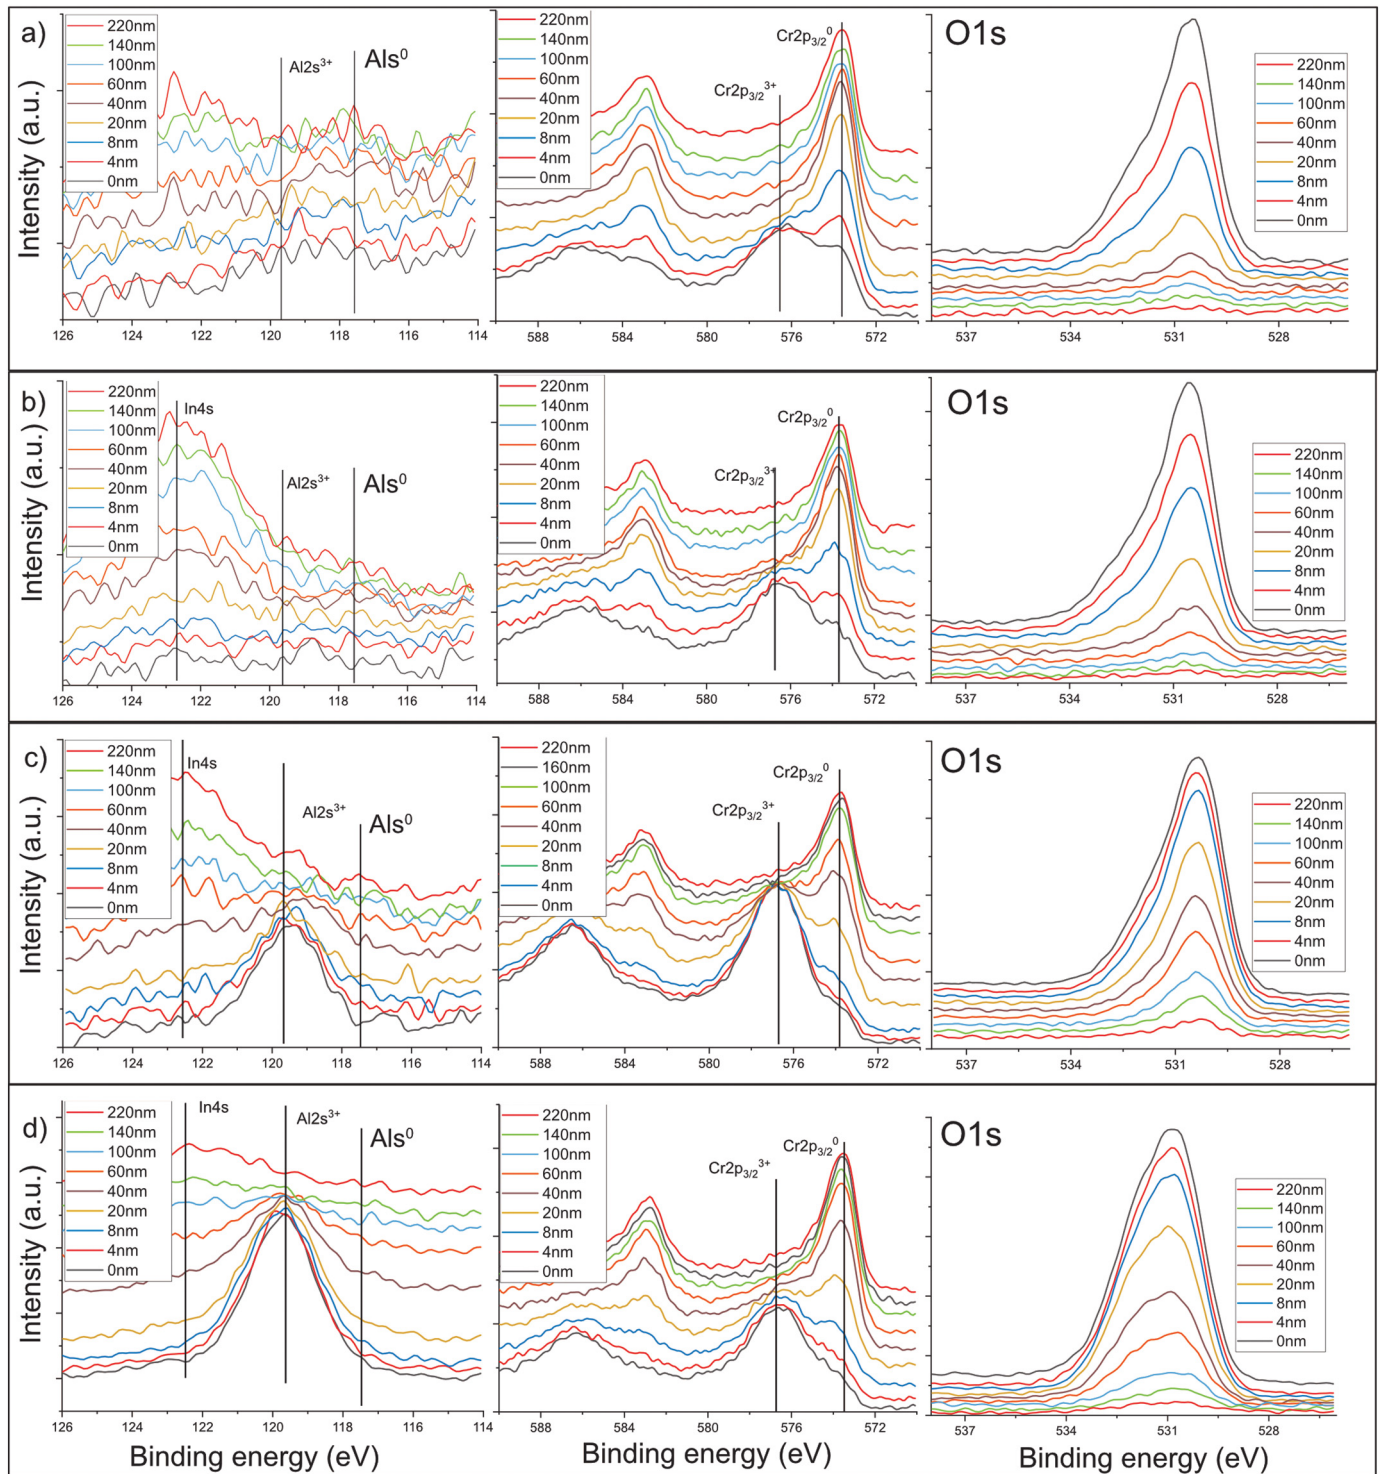 a)
Intensity (a.u.)
220nm
140nm
100nm
60nm
40nm
20nm
8nm
4nm
0nm
Al2s3+
Als0
126 124 122 120 118 116 114
220nm
140nm
100nm
60nm
40nm
20nm
8nm
4nm
0nm
Cr2p3/23+
Cr2p3/20
588 584 580 576 572
O1s
220nm
140nm
100nm
60nm
40nm
20nm
8nm
4nm
0nm
537 534 531 528
b)
Intensity (a.u.)
220nm
140nm
100nm
60nm
40nm
20nm
8nm
4nm
0nm
In4s
Al2s3+
Als0
126 124 122 120 118 116 114
220nm
140nm
100nm
60nm
40nm
20nm
8nm
4nm
0nm
Cr2p3/23+
Cr2p3/20
588 584 580 576 572
O1s
220nm
140nm
100nm
60nm
40nm
20nm
8nm
4nm
0nm
537 534 531 528
c)
Intensity (a.u.)
220nm
140nm
100nm
60nm
40nm
20nm
8nm
4nm
0nm
In4s
Al2s3+
Als0
126 124 122 120 118 116 114
220nm
160nm
100nm
60nm
40nm
20nm
8nm
4nm
0nm
Cr2p3/23+
Cr2p3/20
588 584 580 576 572
O1s
220nm
140nm
100nm
60nm
40nm
20nm
8nm
4nm
0nm
537 534 531 528
d)
Intensity (a.u.)
220nm
140nm
100nm
60nm
40nm
20nm
8nm
4nm
0nm
In4s
Al2s3+
Als0
126 124 122 120 118 116 114
Binding energy (eV)
220nm
140nm
100nm
60nm
40nm
20nm
8nm
4nm
0nm
Cr2p3/23+
Cr2p3/20
588 584 580 576 572
Binding energy (eV)
O1s
220nm
140nm
100nm
60nm
40nm
20nm
8nm
4nm
0nm
537 534 531 528
Binding energy (eV)